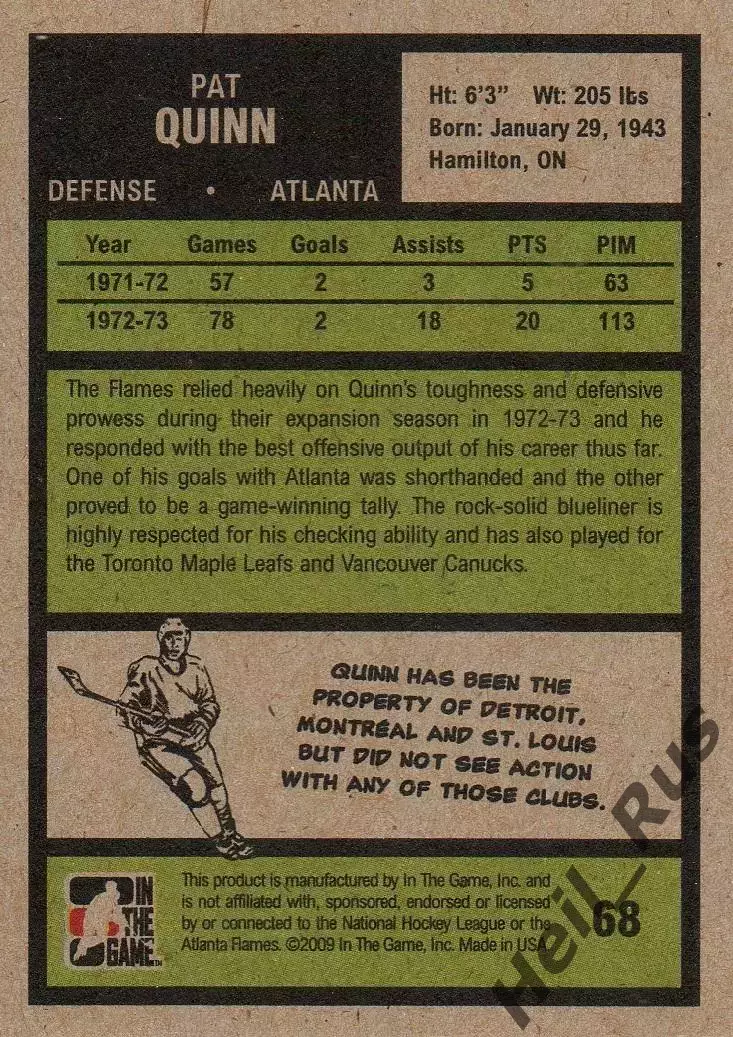 PAT
QUINN
DEFENSE • ATLANTA
Ht: 6'3" Wt: 205 lbs
Born: January 29, 1943
Hamilton, ON
Year Games Goals Assists PTS PIM
1971-72 57 2 3 5 63
1972-73 78 2 18 20 113
The Flames relied heavily on Quinn's toughness and defensive
prowess during their expansion season in 1972-73 and he
responded with the best offensive output of his career thus far.
One of his goals with Atlanta was shorthanded and the other
proved to be a game-winning tally. The rock-solid blueliner is
highly respected for his checking ability and has also played for
the Toronto Maple Leafs and Vancouver Canucks.
QUINN HAS BEEN THE
PROPERTY OF DETROIT,
MONTRÉAL AND ST. LOUIS
BUT DID NOT SEE ACTION
WITH ANY OF THOSE CLUBS.
IN
THE
GAME™
This product is manufactured by In The Game, Inc. and
is not affiliated with, sponsored, endorsed or licensed
by or connected to the National Hockey League or the
Atlanta Flames. ©2009 In The Game, Inc. Made in USA
68
Heil_Rus